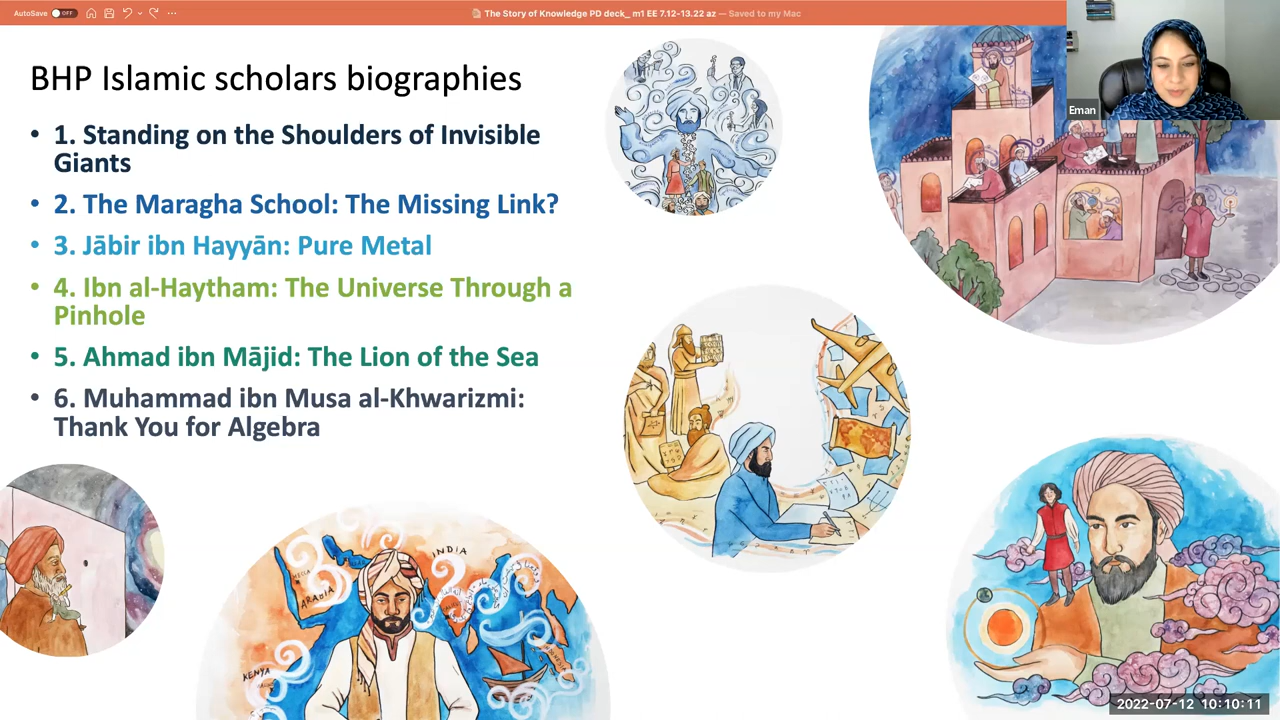 AutoSave OFF
The Story of Knowledge PD deck_ m1 EE 7.12-13.22 az — Saved to my Mac
BHP Islamic scholars biographies
• 1. Standing on the Shoulders of Invisible
Giants
• 2. The Maragha School: The Missing Link?
• 3. Jābir ibn Hayyān: Pure Metal
• 4. Ibn al-Haytham: The Universe Through a
Pinhole
• 5. Ahmad ibn Mājid: The Lion of the Sea
• 6. Muhammad ibn Musa al-Khwarizmi:
Thank You for Algebra
Eman
INDIA
ARABIA
KENYA
2022-07-12 10:10:11